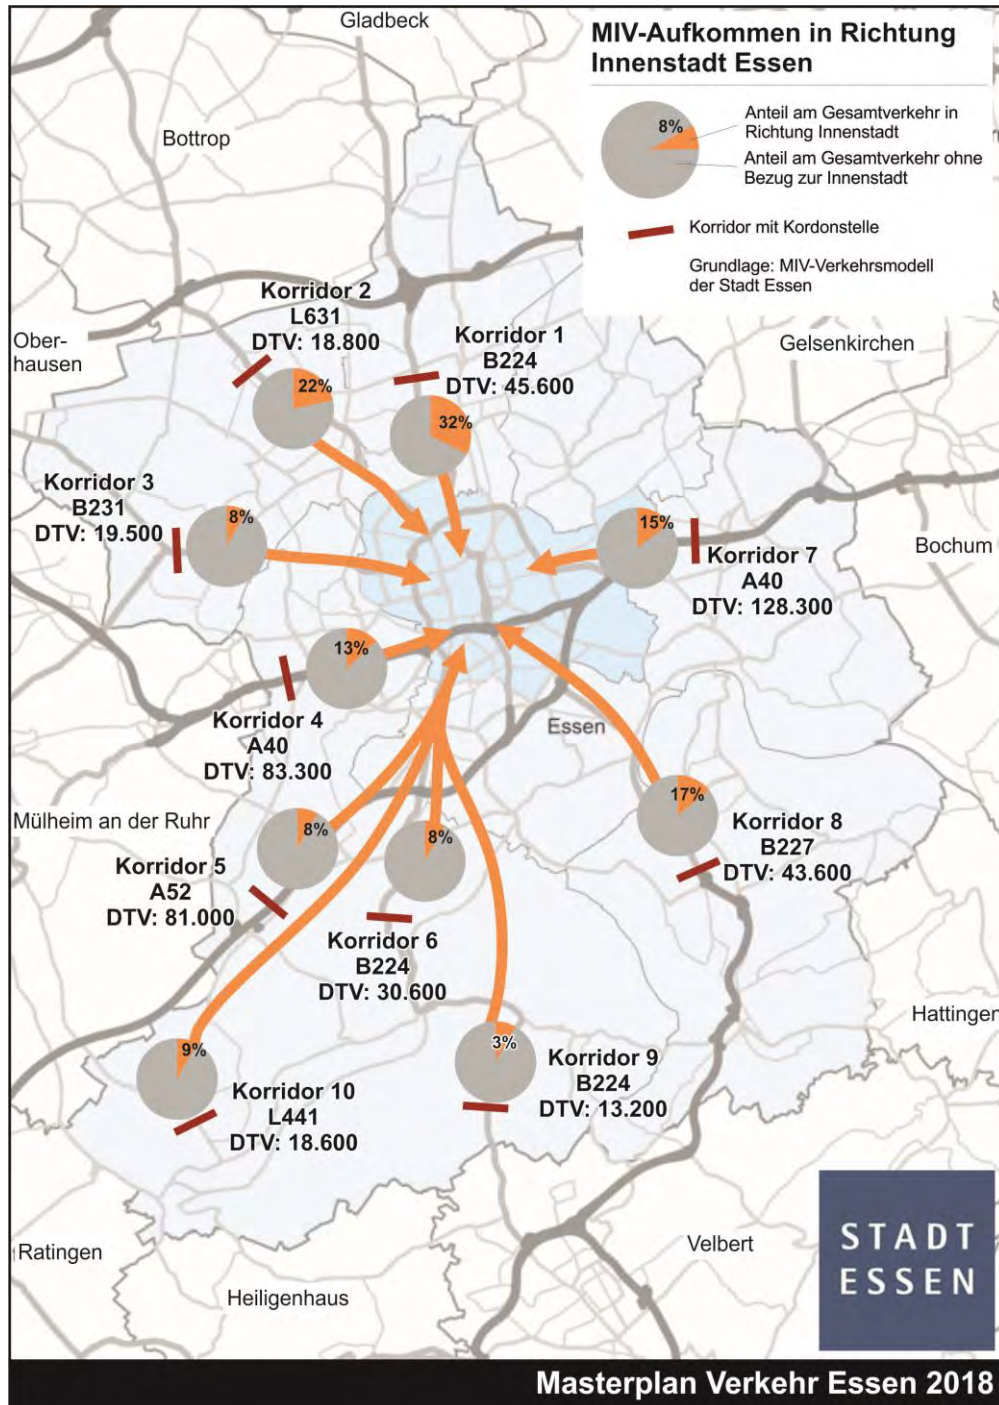 Gladbeck
MIV-Aufkommen in Richtung
Innenstadt Essen
8%
Anteil am Gesamtverkehr in
Richtung Innenstadt
Anteil am Gesamtverkehr ohne
Bezug zur Innenstadt
Korridor mit Kordonstelle
Grundlage: MIV-Verkehrsmodell
der Stadt Essen
Bottrop
Ober-
hausen
Gelsenkirchen
Korridor 2
L631
DTV: 18.800
22%
Korridor 1
B224
DTV: 45.600
32%
Korridor 3
B231
DTV: 19.500
8%
15%
Korridor 7
A40
DTV: 128.300
Bochum
13%
Korridor 4
A40
DTV: 83.300
Essen
Mülheim an der Ruhr
8%
Korridor 5
A52
DTV: 81.000
8%
Korridor 6
B224
DTV: 30.600
17%
Korridor 8
B227
DTV: 43.600
Hattingen
9%
Korridor 10
L441
DTV: 18.600
3%
Korridor 9
B224
DTV: 13.200
Ratingen
Heiligenhaus
Velbert
STADT
ESSEN
Masterplan Verkehr Essen 2018